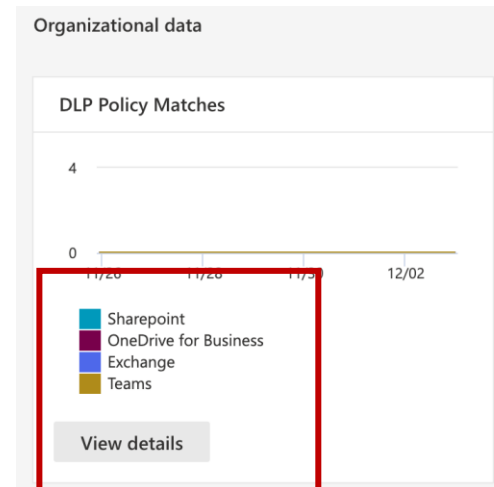 Organizational data
DLP Policy Matches
4
0
11/26 11/28 11/30 12/02
Sharepoint
OneDrive for Business
Exchange
Teams
View details